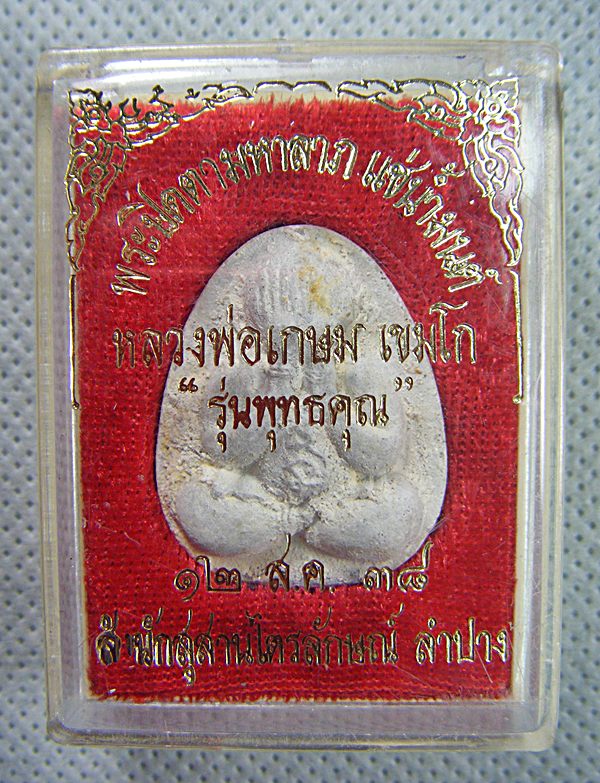 พระปิดตามหาลาภ แช่น้ำมนต์
หลวงพ่อเกษม เขมโก
“ รุ่นพุทธคุณ ”
๑๒ ส.ค. ๓๘
สำนักสุสานไตรลักษณ์ ลำปาง